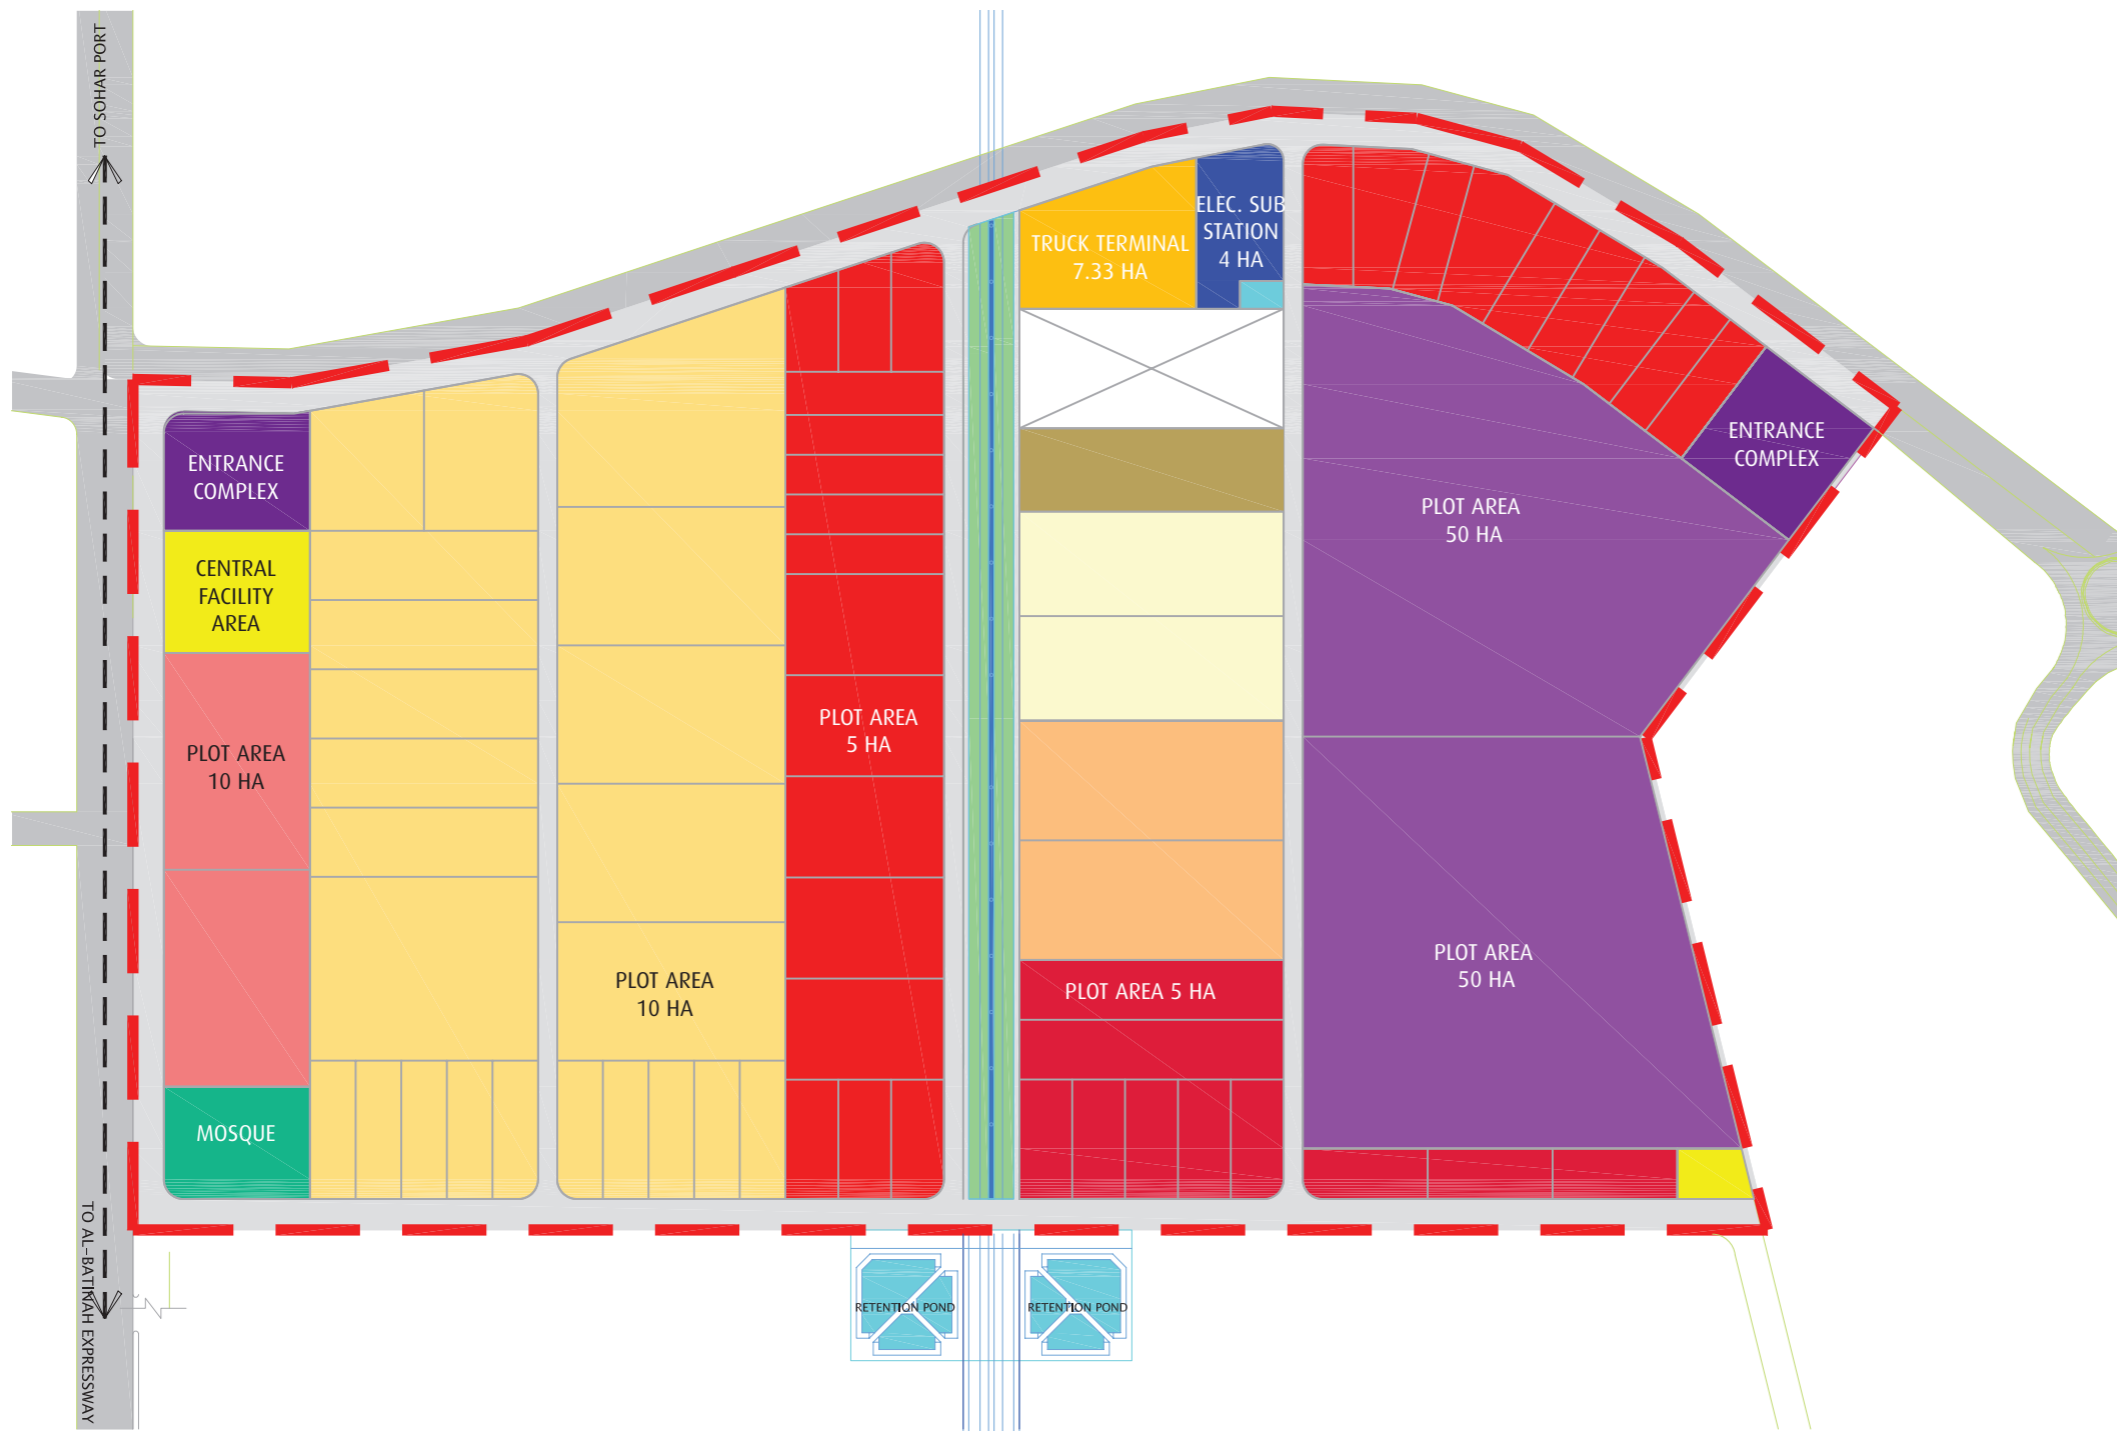 TO SOHAR PORT
ELEC. SUB
STATION
4 HA
TRUCK TERMINAL
7.33 HA
ENTRANCE
COMPLEX
ENTRANCE
COMPLEX
PLOT AREA
50 HA
CENTRAL
FACILITY
AREA
PLOT AREA
5 HA
PLOT AREA
10 HA
PLOT AREA
50 HA
PLOT AREA
10 HA
PLOT AREA 5 HA
MOSQUE
TO AL-BATINAH EXPRESSWAY
RETENTION POND
RETENTION POND